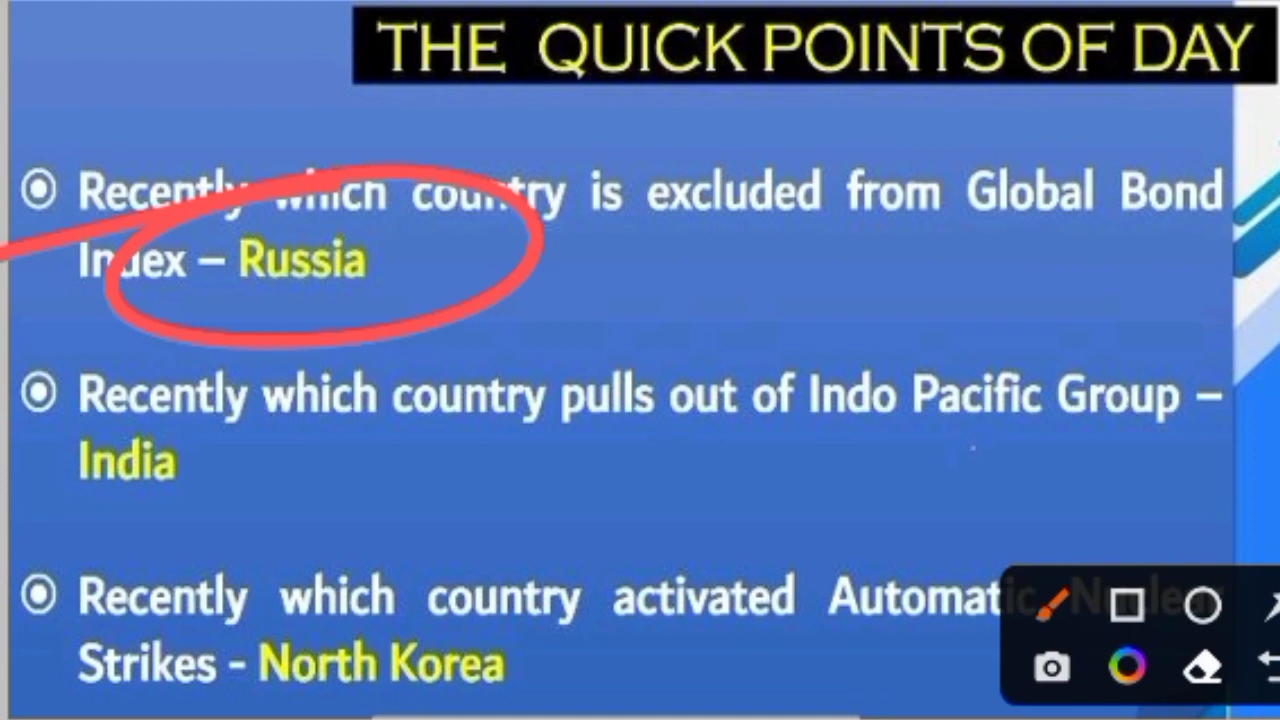 THE QUICK POINTS OF DAY
Recently which country is excluded from Global Bond
Index – Russia
Recently which country pulls out of Indo Pacific Group –
India
Recently which country activated Automatic Nuclear
Strikes - North Korea